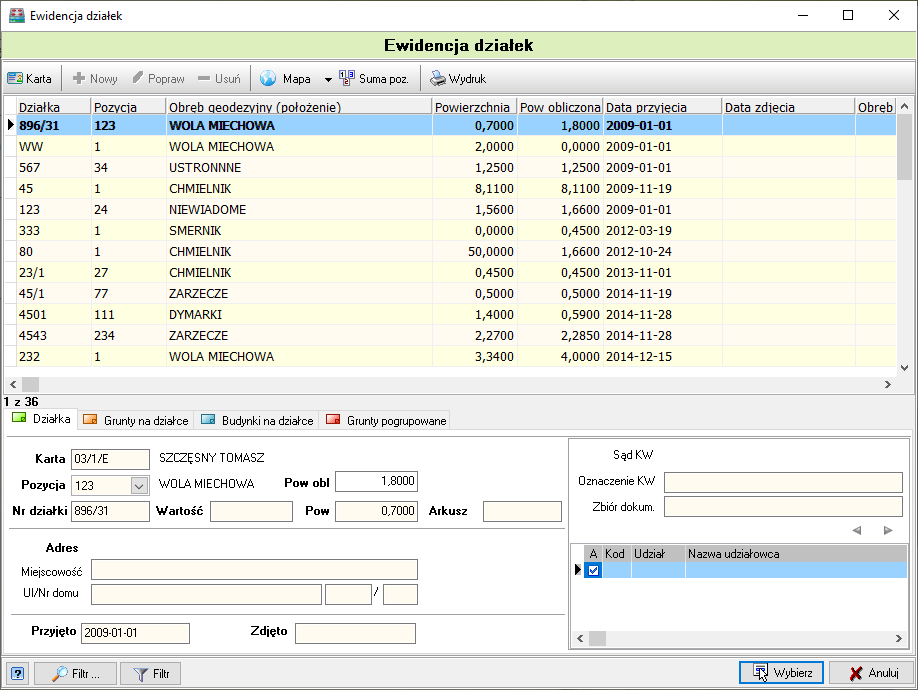 Ewidencja działek
Ewidencja działek
Karta Nowy Popraw Usuń Mapa Suma poz. Wydruk
Działka Pozycja Obręb geodezyjny (położenie) Powierzchnia Pow obliczona Data przyjęcia Data zdjęcia Obręb
896/31 123 WOLA MIECHOWA 0,7000 1,8000 2009-01-01
WW 1 WOLA MIECHOWA 2,0000 0,0000 2009-01-01
567 34 USTRONNNE 1,2500 1,2500 2009-01-01
45 1 CHMIELNIK 8,1100 8,1100 2009-11-19
123 24 NIEWIADOME 1,5600 1,6600 2009-01-01
333 1 SMERNIK 0,0000 0,4500 2012-03-19
80 1 CHMIELNIK 50,0000 1,6600 2012-10-24
23/1 27 CHMIELNIK 0,4500 0,4500 2013-11-01
45/1 77 ZARZECZE 0,5000 0,5000 2014-11-19
4501 111 DYMARKI 1,4000 0,5900 2014-11-28
4543 234 ZARZECZE 2,2700 2,2850 2014-11-28
232 1 WOLA MIECHOWA 3,3400 4,0000 2014-12-15
1 z 36
Działka Grunty na działce Budynki na działce Grunty pogrupowane
Karta 03/1/E SZCZĘSNY TOMASZ
Pozycja 123 WOLA MIECHOWA Pow obl 1,8000
Nr działki 896/31 Wartość Pow 0,7000 Arkusz
Adres
Miejscowość
Ul/Nr domu /
Przyjęto 2009-01-01 Zdjęto
Sąd KW
Oznaczenie KW
Zbiór dokum.
A Kod Udział Nazwa udziałowca
? Filtr ... Filtr Wybierz Anuluj